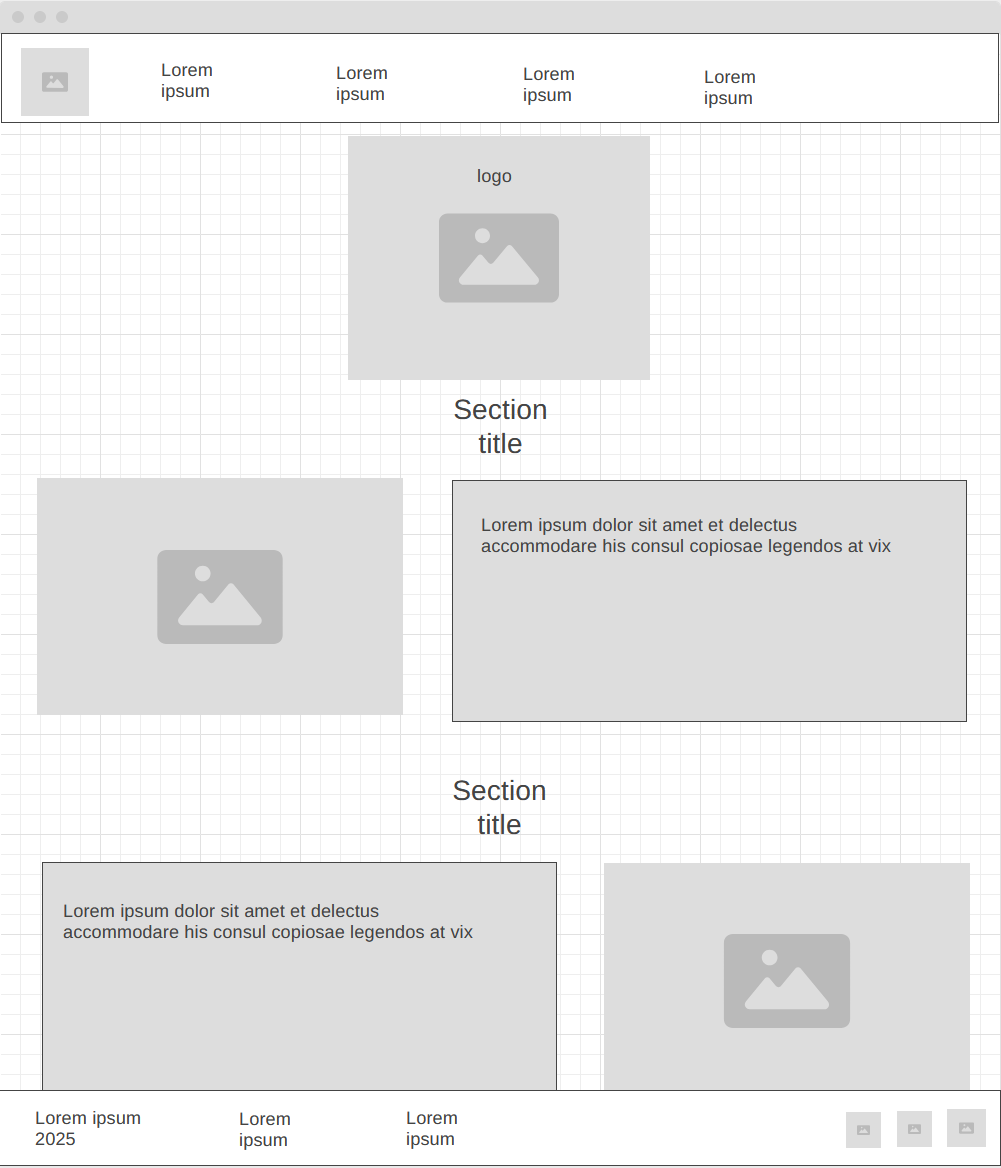 Lorem
ipsum
Lorem
ipsum
Lorem
ipsum
Lorem
ipsum
logo
Section
title
Lorem ipsum dolor sit amet et delectus
accommodare his consul copiosae legendos at vix
Section
title
Lorem ipsum dolor sit amet et delectus
accommodare his consul copiosae legendos at vix
Lorem ipsum
2025
Lorem
ipsum
Lorem
ipsum